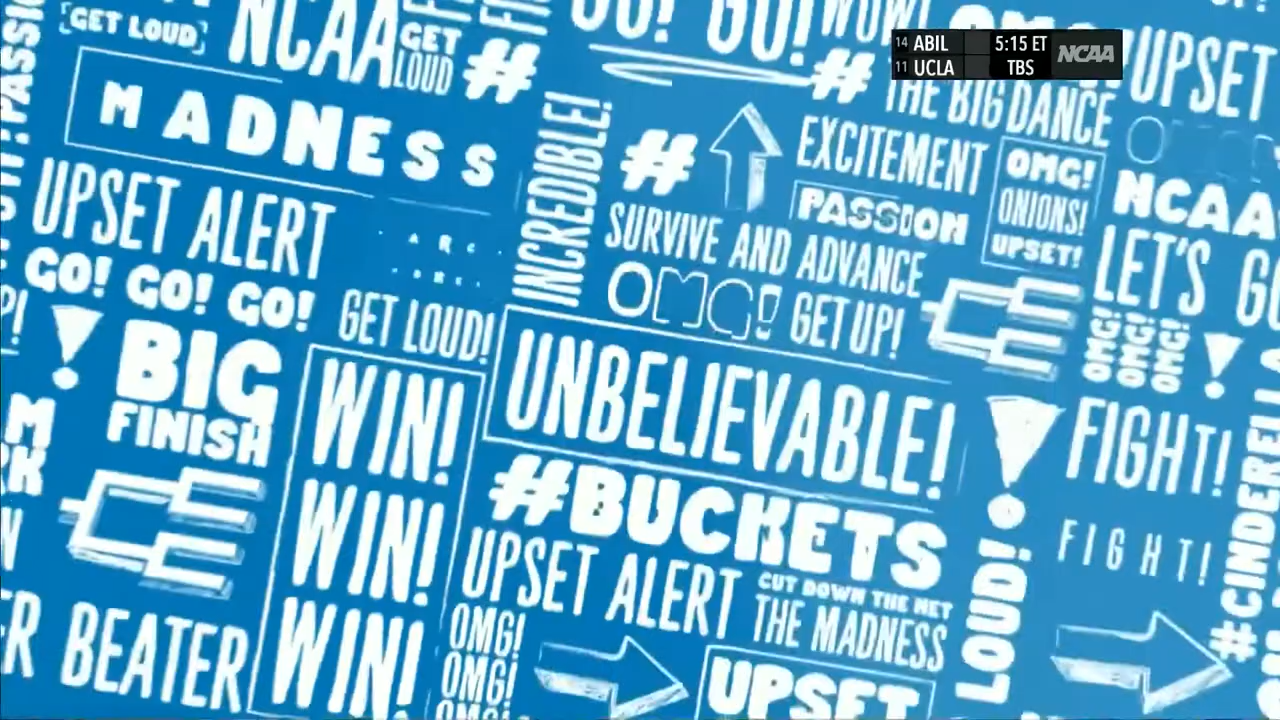 [GET LOUD]
NCAA
GET
LOUD
#
GO! GO!
WOW!
UPSET
14 ABIL 5:15 ET
11 UCLA TBS
NCAA
MADNESS
#
THE BIG DANCE
INCREDIBLE!
#
EXCITEMENT
OMG!
ONIONS!
UPSET!
PASSION
NCAA
UPSET ALERT
SURVIVE AND ADVANCE
LET'S
GO! GO! GO!
OMG! GET UP!
GET LOUD!
OMG!
OMG!
OMG!
BIG
FINISH
WIN!
WIN!
WIN!
UNBELIEVABLE!
FIGHT!
#BUCKETS
UPSET ALERT
CUT DOWN THE NET
THE MADNESS
LOUD!
FIGHT!
#CINDERELLA
BEATER
OMG!
OMG!
OMG!
UPSET